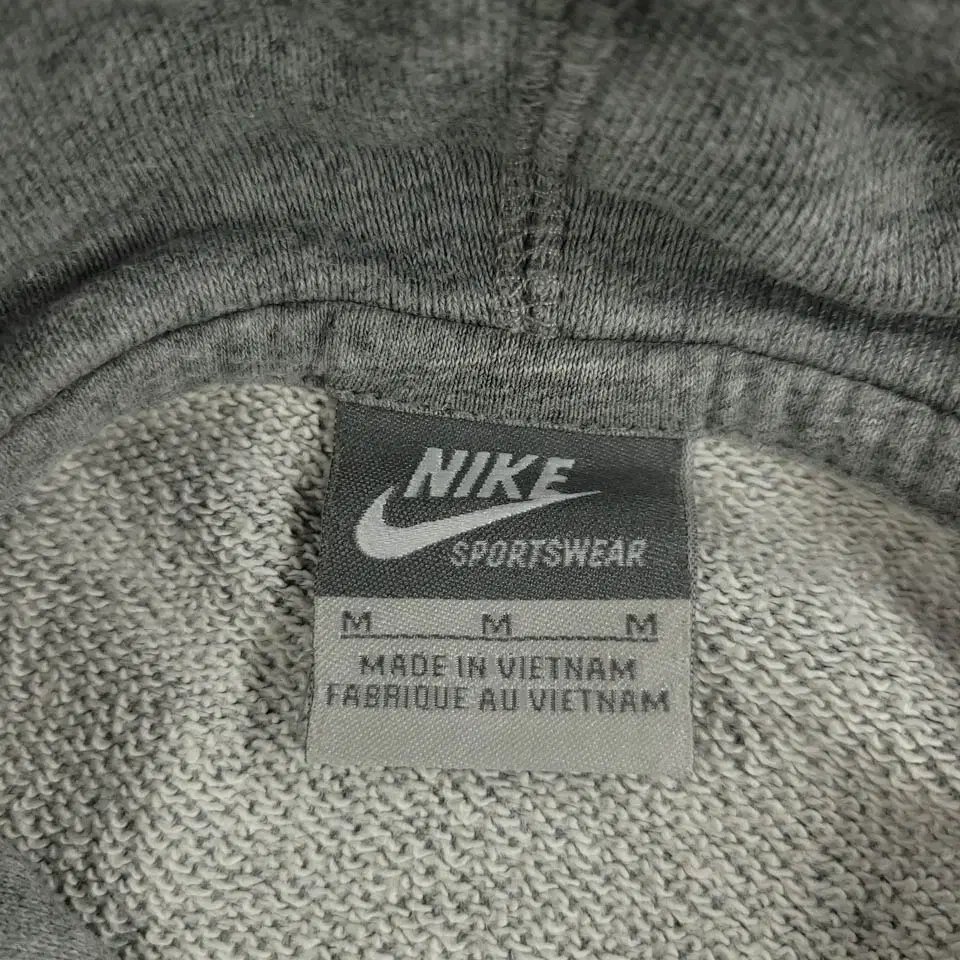 NIKE
SPORTSWEAR
M M M
MADE IN VIETNAM
FABRIQUE AU VIETNAM